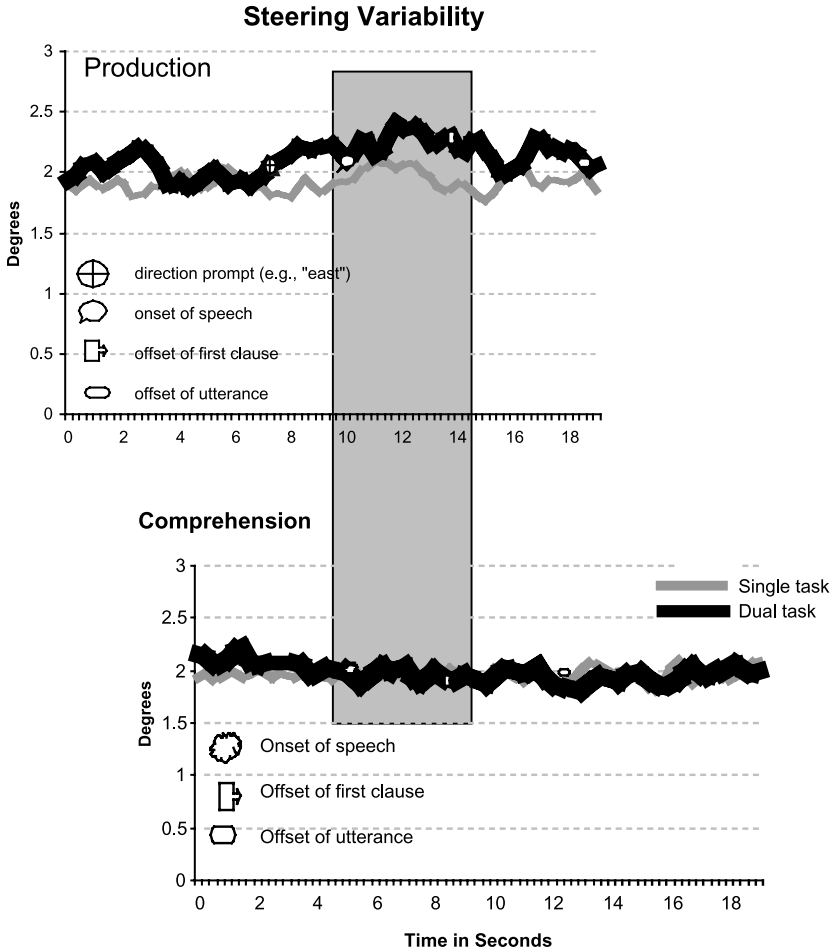 Steering Variability
Production
3
2.5
2
1.5
1
0.5
0
Degrees
direction prompt (e.g., "east")
onset of speech
offset of first clause
offset of utterance
0 2 4 6 8 10 12 14 16 18
Comprehension
3
2.5
2
1.5
1
0.5
0
Degrees
Single task
Dual task
Onset of speech
Offset of first clause
Offset of utterance
0 2 4 6 8 10 12 14 16 18
Time in Seconds